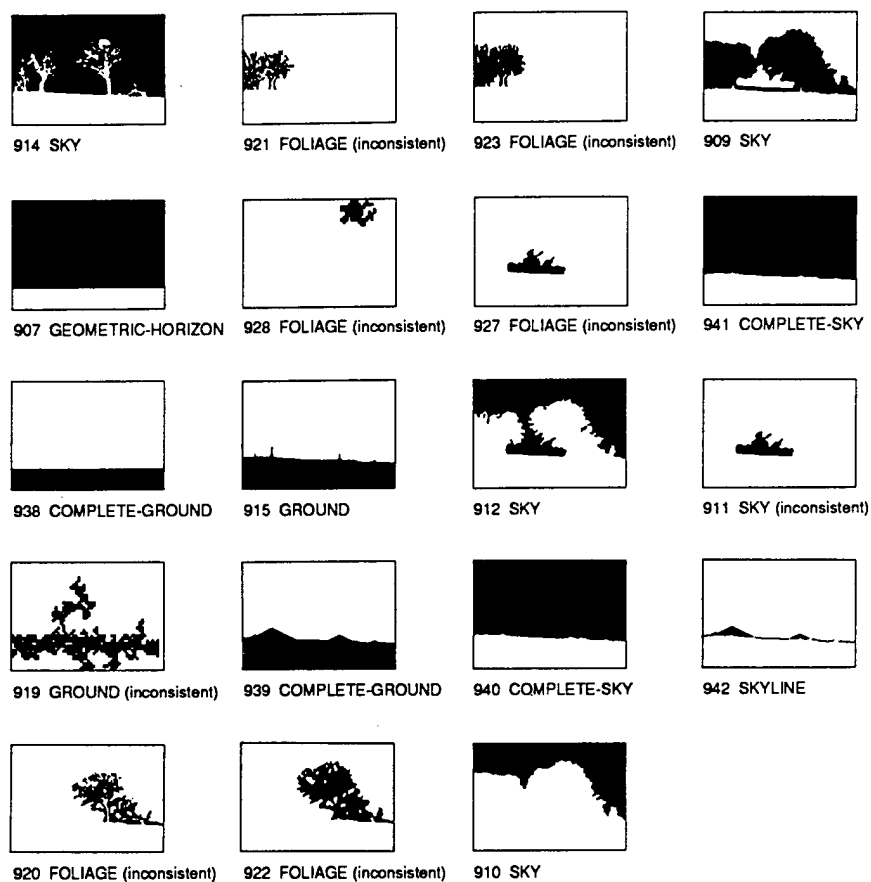 914 SKY
921 FOLIAGE (inconsistent)
923 FOLIAGE (inconsistent)
909 SKY
907 GEOMETRIC-HORIZON
928 FOLIAGE (inconsistent)
927 FOLIAGE (inconsistent)
941 COMPLETE-SKY
938 COMPLETE-GROUND
915 GROUND
912 SKY
911 SKY (inconsistent)
919 GROUND (inconsistent)
939 COMPLETE-GROUND
940 COMPLETE-SKY
942 SKYLINE
920 FOLIAGE (inconsistent)
922 FOLIAGE (inconsistent)
910 SKY